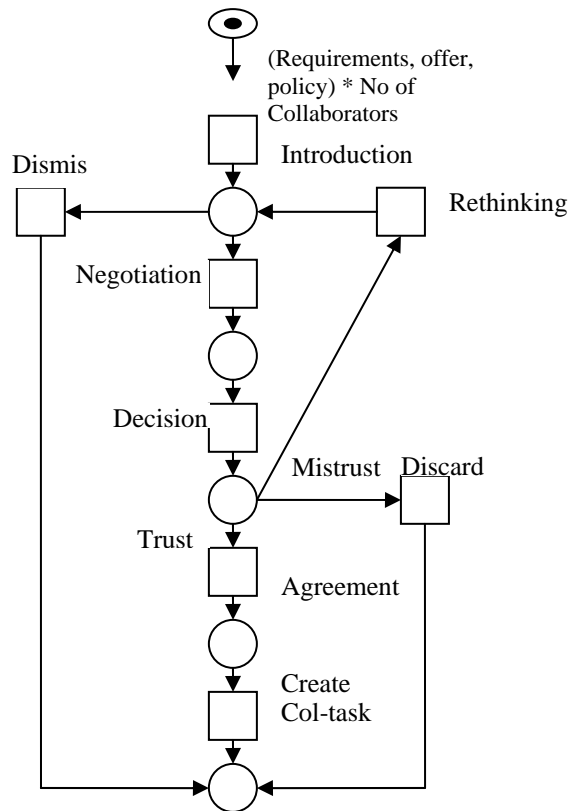 (Requirements, offer,
policy) * No of
Collaborators
Introduction
Dismis
Rethinking
Negotiation
Decision
Mistrust
Discard
Trust
Agreement
Create
Col-task